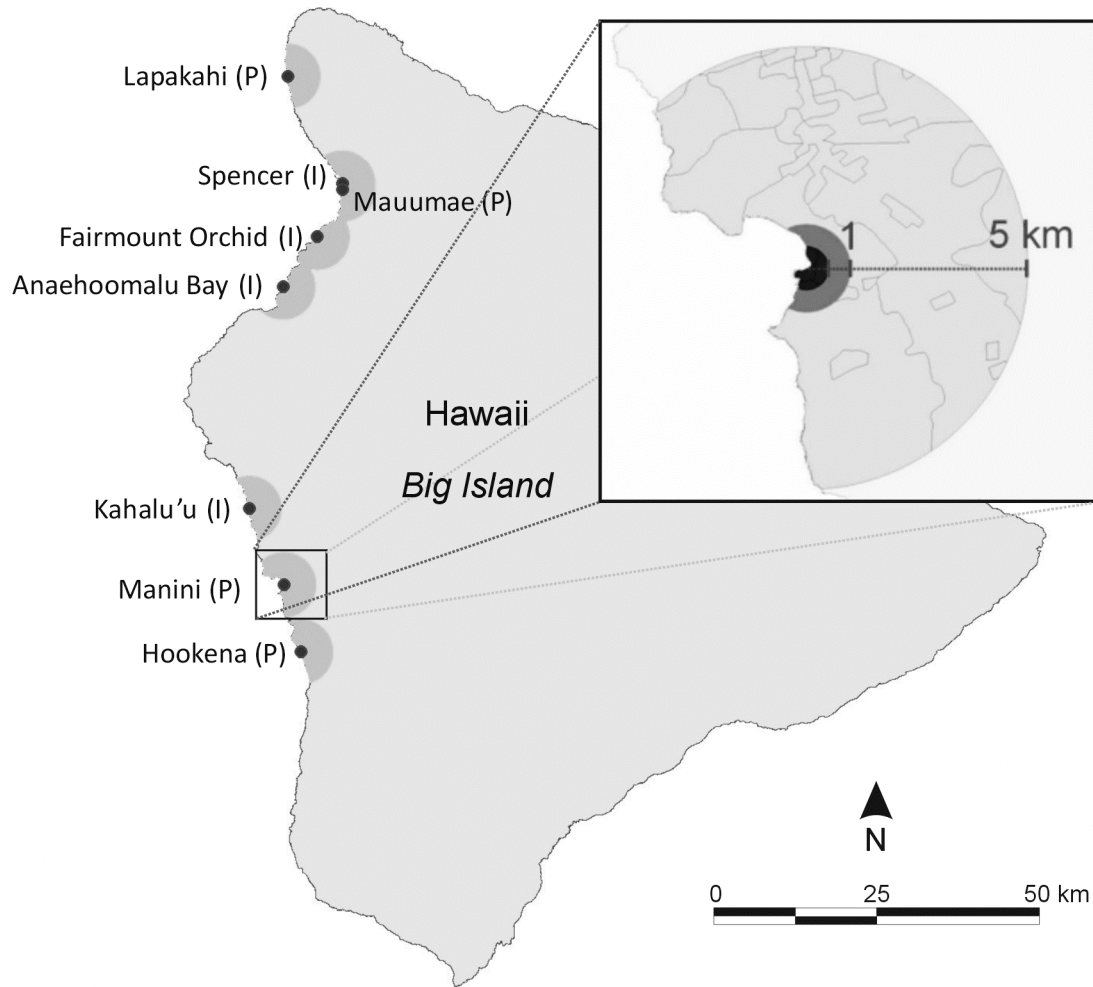 Lapakahi (P)
Spencer (I)
Mauumae (P)
Fairmount Orchid (I)
Anaehoomalu Bay (I)
Kahalu’u (I)
Manini (P)
Hookena (P)
Hawaii
Big Island
1
5 km
N
0 25 50 km